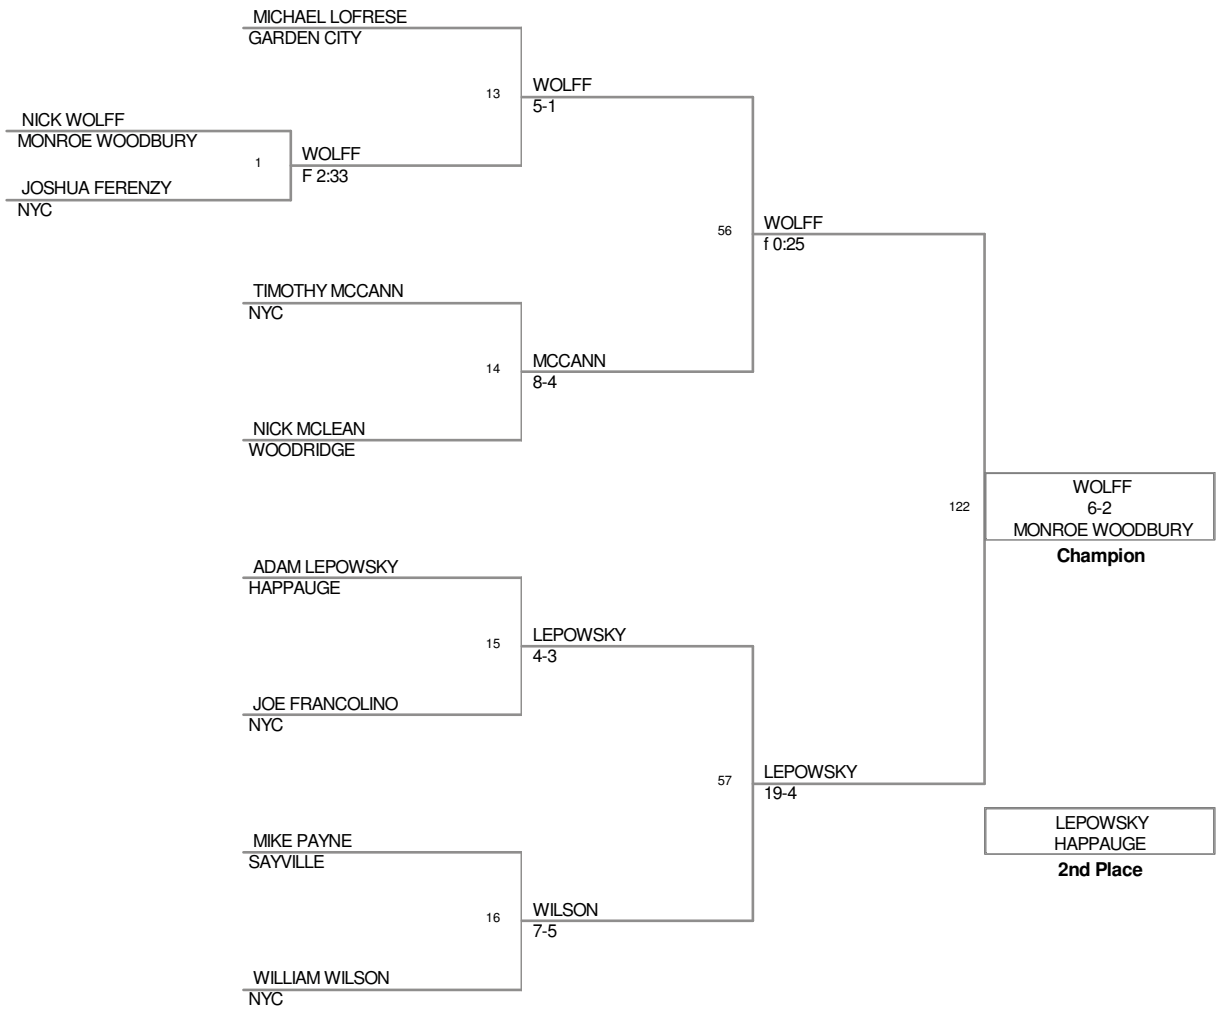 MICHAEL LOFRESE
GARDEN CITY
13
WOLFF
5-1
NICK WOLFF
MONROE WOODBURY
1
WOLFF
F 2:33
JOSHUA FERENZY
NYC
56
WOLFF
f 0:25
TIMOTHY MCCANN
NYC
14
MCCANN
8-4
NICK MCLEAN
WOODRIDGE
122
WOLFF
6-2
MONROE WOODBURY
Champion
ADAM LEPOWSKY
HAPPAUGE
15
LEPOWSKY
4-3
JOE FRANCOLINO
NYC
57
LEPOWSKY
19-4
LEPOWSKY
HAPPAUGE
2nd Place
MIKE PAYNE
SAYVILLE
16
WILSON
7-5
WILLIAM WILSON
NYC